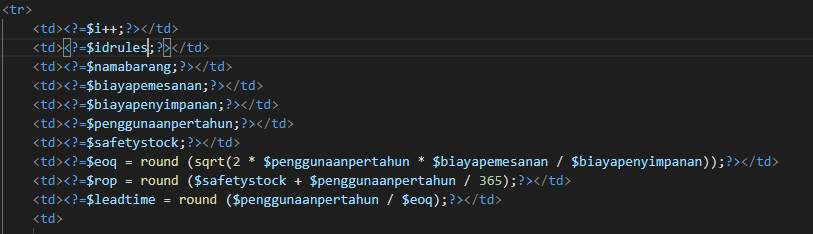 <tr>
<td><?=$i++;?></td>
<td><?=$idrules;?></td>
<td><?=$namabarang;?></td>
<td><?=$biayapemesanan;?></td>
<td><?=$biayapenyimpanan;?></td>
<td><?=$penggunaanpertahun;?></td>
<td><?=$safetystock;?></td>
<td><?=$eoq = round (sqrt(2 * $penggunaanpertahun * $biayapemesanan / $biayapenyimpanan));?></td>
<td><?=$rop = round ($safetystock + $penggunaanpertahun / 365);?></td>
<td><?=$leadtime = round ($penggunaanpertahun / $eoq);?></td>
<td>